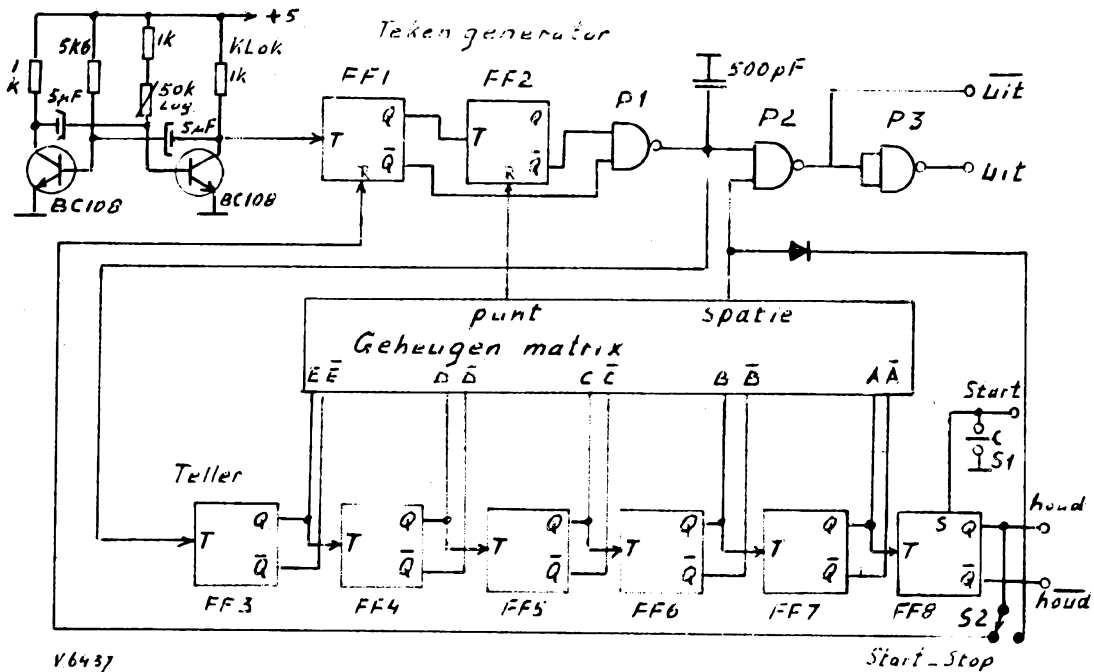 +5
Teken generator
5k6
1k
KLok
1k
1k
50k
Log
5µF
5µF
BC108
BC108
FF1
T
Q
Q̅
R
FF2
T
Q
Q̅
R
P1
500pF
P2
P3
U̅i̅t̅
Uit
punt
spatie
Geheugen matrix
E E̅
D D̅
C C̅
B B̅
A A̅
Start
C
S1
Teller
T
Q
Q̅
FF3
T
Q
Q̅
FF4
T
Q
Q̅
FF5
T
Q
Q̅
FF6
T
Q
Q̅
FF7
S
T
Q
Q̅
FF8
houd
h̅o̅u̅d̅
S2
Start_Stop
V6437